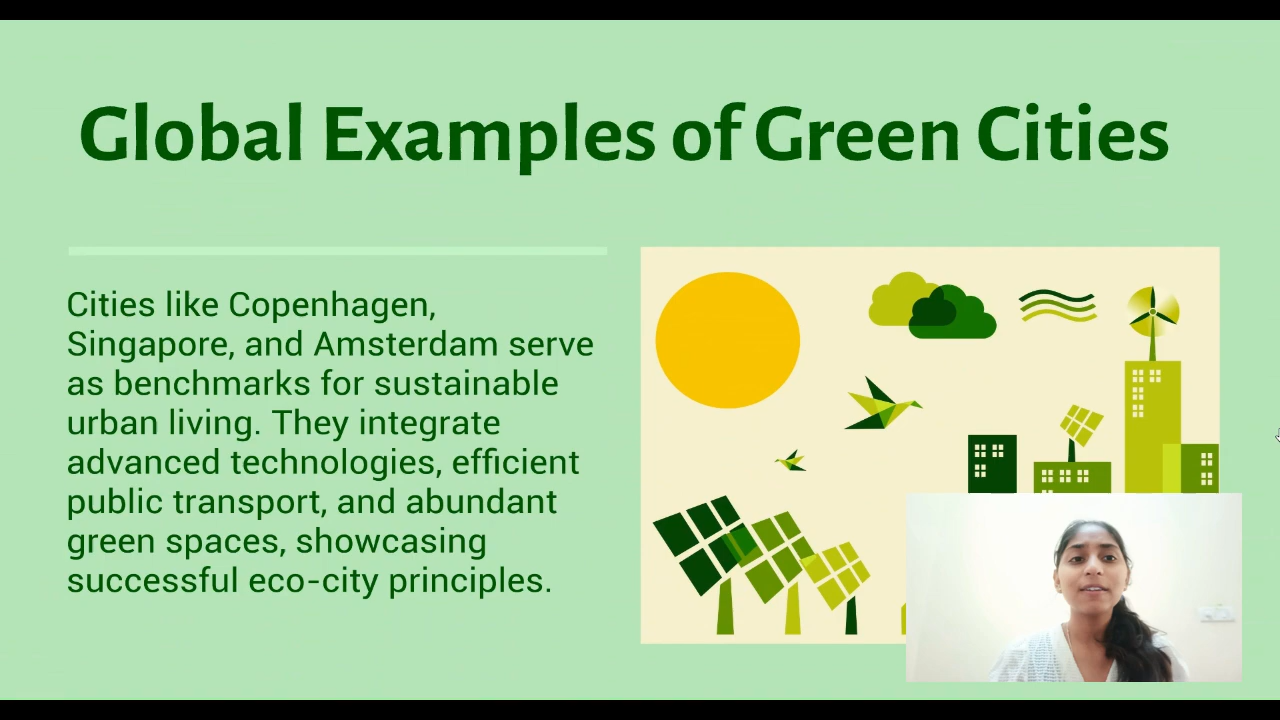 Global Examples of Green Cities
Cities like Copenhagen,
Singapore, and Amsterdam serve
as benchmarks for sustainable
urban living. They integrate
advanced technologies, efficient
public transport, and abundant
green spaces, showcasing
successful eco-city principles.